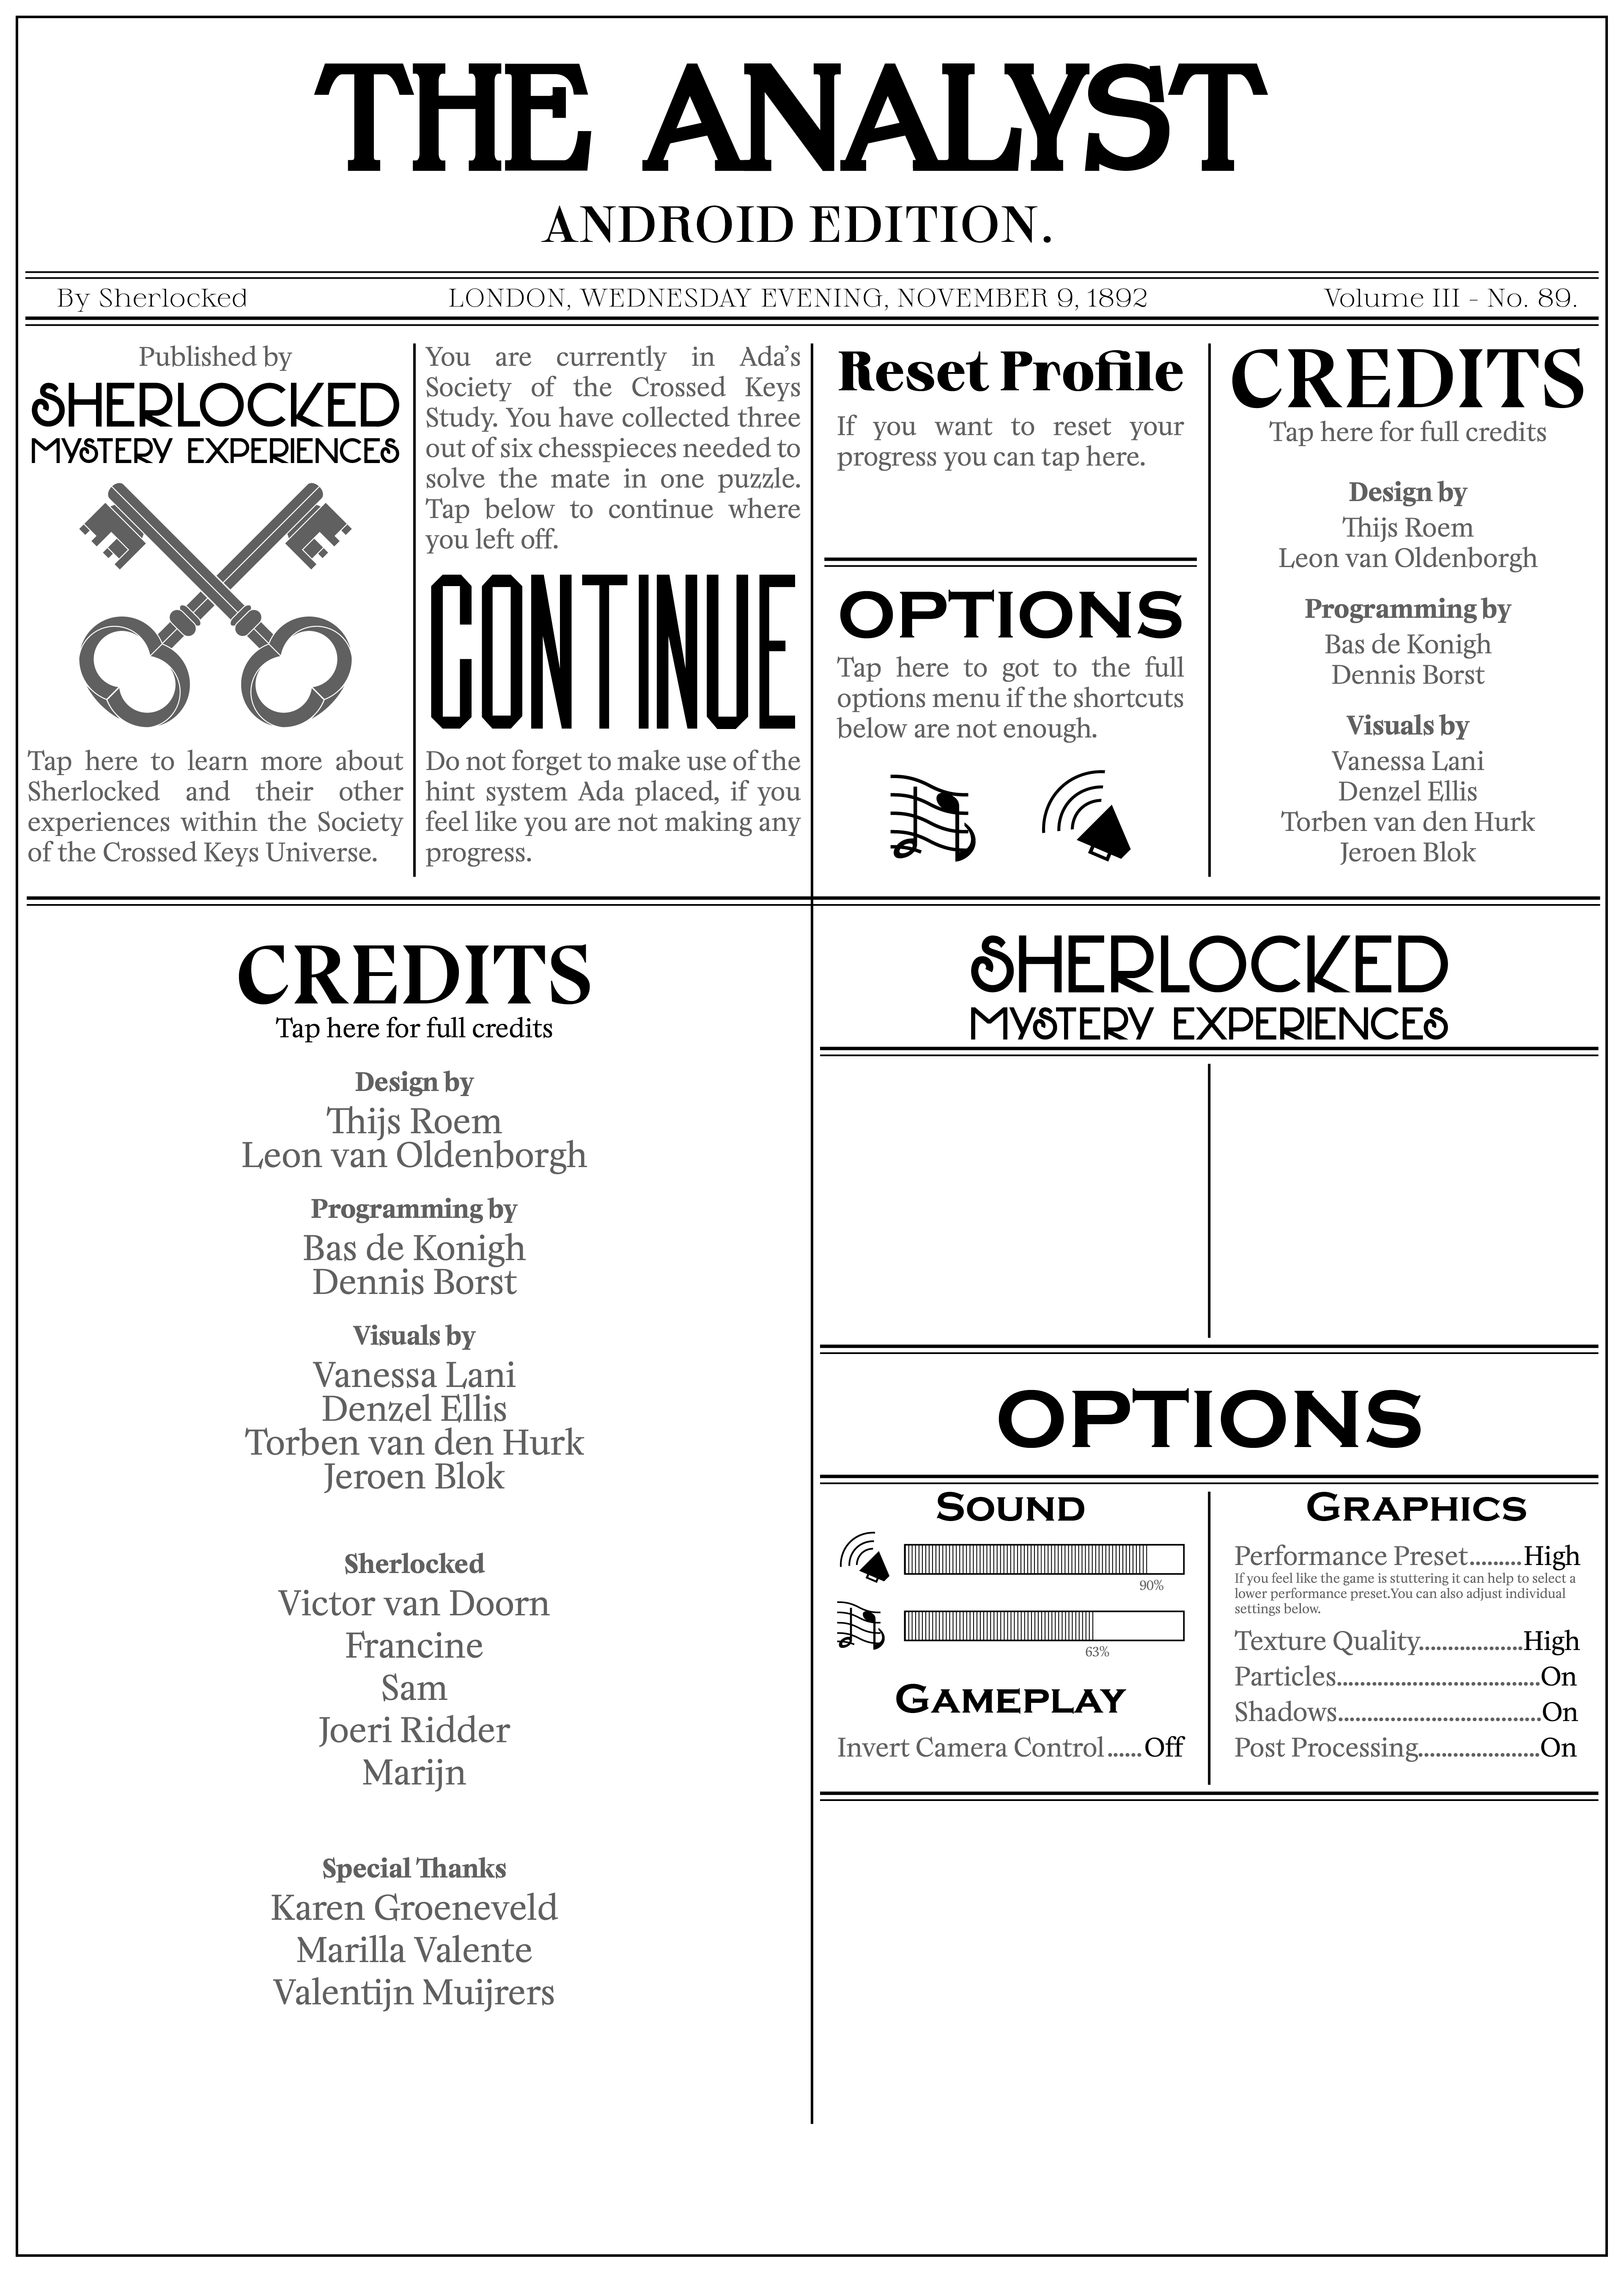 THE ANALYST
ANDROID EDITION.
By Sherlocked
LONDON, WEDNESDAY EVENING, NOVEMBER 9, 1892
Volume III - No. 89.
Published by
SHERLOCKED
MYSTERY EXPERIENCES
Tap here to learn more about
Sherlocked and their other
experiences within the Society
of the Crossed Keys Universe.
You are currently in Ada's
Society of the Crossed Keys
Study. You have collected three
out of six chesspieces needed to
solve the mate in one puzzle.
Tap below to continue where
you left off.
CONTINUE
Do not forget to make use of the
hint system Ada placed, if you
feel like you are not making any
progress.
Reset Profile
If you want to reset your
progress you can tap here.
OPTIONS
Tap here to got to the full
options menu if the shortcuts
below are not enough.
CREDITS
Tap here for full credits
Design by
Thijs Roem
Leon van Oldenborgh
Programming by
Bas de Konigh
Dennis Borst
Visuals by
Vanessa Lani
Denzel Ellis
Torben van den Hurk
Jeroen Blok
CREDITS
Tap here for full credits
Design by
Thijs Roem
Leon van Oldenborgh
Programming by
Bas de Konigh
Dennis Borst
Visuals by
Vanessa Lani
Denzel Ellis
Torben van den Hurk
Jeroen Blok
Sherlocked
Victor van Doorn
Francine
Sam
Joeri Ridder
Marijn
Special Thanks
Karen Groeneveld
Marilla Valente
Valentijn Muijrers
SHERLOCKED
MYSTERY EXPERIENCES
OPTIONS
SOUND
90%
63%
GAMEPLAY
Invert Camera Control......Off
GRAPHICS
Performance Preset.........High
If you feel like the game is stuttering it can help to select a
lower performance preset.You can also adjust individual
settings below.
Texture Quality..................High
Particles...................................On
Shadows...................................On
Post Processing.....................On